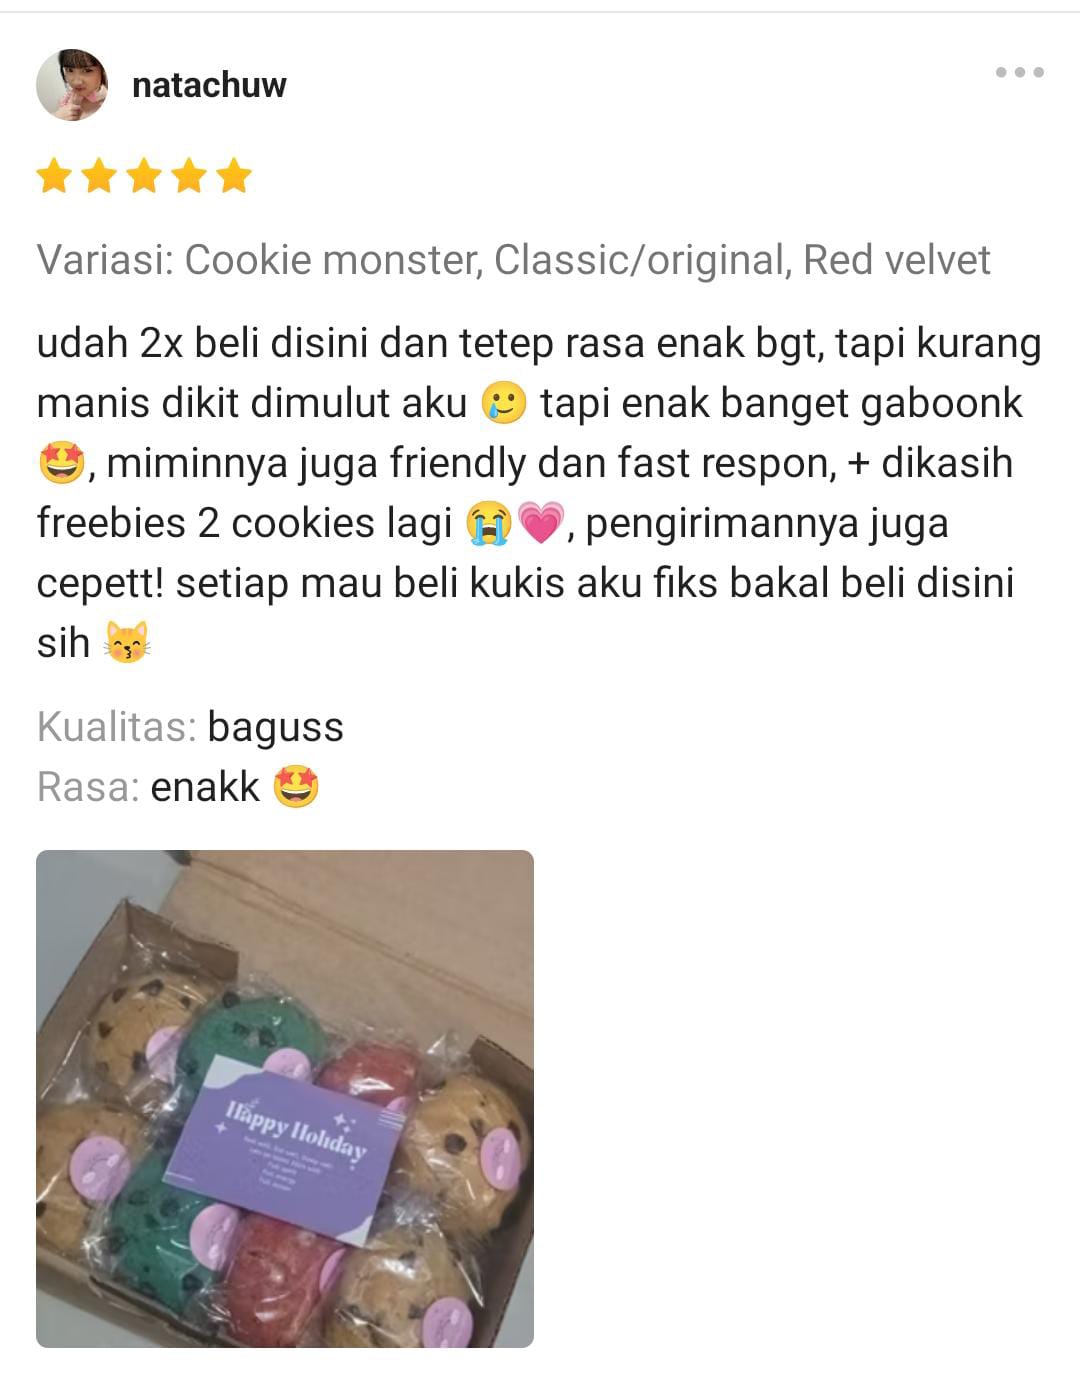 natachuw
Variasi: Cookie monster, Classic/original, Red velvet
udah 2x beli disini dan tetep rasa enak bgt, tapi kurang
manis dikit dimulut aku 🥲 tapi enak banget gaboonk
🤩, miminnya juga friendly dan fast respon, + dikasih
freebies 2 cookies lagi 😭💗, pengirimannya juga
cepett! setiap mau beli kukis aku fiks bakal beli disini
sih 😽
Kualitas: baguss
Rasa: enakk 🤩
Happy Holiday